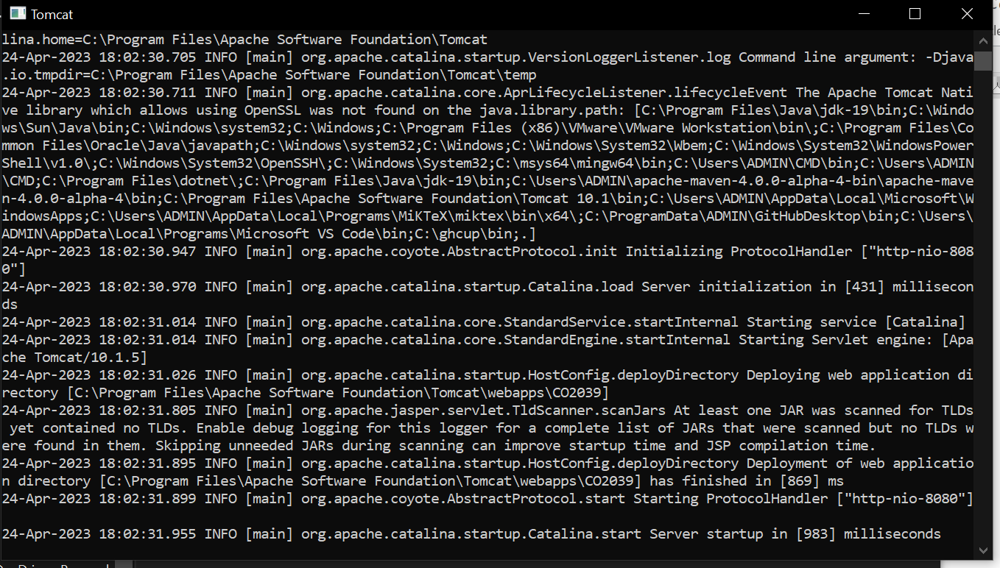 Tomcat
lina.home=C:\Program Files\Apache Software Foundation\Tomcat
24-Apr-2023 18:02:30.705 INFO [main] org.apache.catalina.startup.VersionLoggerListener.log Command line argument: -Djava
.io.tmpdir=C:\Program Files\Apache Software Foundation\Tomcat\temp
24-Apr-2023 18:02:30.711 INFO [main] org.apache.catalina.core.AprLifecycleListener.lifecycleEvent The Apache Tomcat Nati
ve library which allows using OpenSSL was not found on the java.library.path: [C:\Program Files\Java\jdk-19\bin;C:\Windo
ws\Sun\Java\bin;C:\Windows\system32;C:\Windows;C:\Program Files (x86)\VMware\VMware Workstation\bin\;C:\Program Files\Co
mmon Files\Oracle\Java\javapath;C:\Windows\system32;C:\Windows;C:\Windows\System32\Wbem;C:\Windows\System32\WindowsPower
Shell\v1.0\;C:\Windows\System32\OpenSSH\;C:\Windows\System32;C:\msys64\mingw64\bin;C:\Users\ADMIN\CMD\bin;C:\Users\ADMIN
\CMD;C:\Program Files\dotnet\;C:\Program Files\Java\jdk-19\bin;C:\Users\ADMIN\apache-maven-4.0.0-alpha-4-bin\apache-mave
n-4.0.0-alpha-4\bin;C:\Program Files\Apache Software Foundation\Tomcat 10.1\bin;C:\Users\ADMIN\AppData\Local\Microsoft\W
indowsApps;C:\Users\ADMIN\AppData\Local\Programs\MiKTeX\miktex\bin\x64\;C:\ProgramData\ADMIN\GitHubDesktop\bin;C:\Users\
ADMIN\AppData\Local\Programs\Microsoft VS Code\bin;C:\ghcup\bin;.]
24-Apr-2023 18:02:30.947 INFO [main] org.apache.coyote.AbstractProtocol.init Initializing ProtocolHandler ["http-nio-808
0"]
24-Apr-2023 18:02:30.970 INFO [main] org.apache.catalina.startup.Catalina.load Server initialization in [431] millisecon
ds
24-Apr-2023 18:02:31.014 INFO [main] org.apache.catalina.core.StandardService.startInternal Starting service [Catalina]
24-Apr-2023 18:02:31.014 INFO [main] org.apache.catalina.core.StandardEngine.startInternal Starting Servlet engine: [Apa
che Tomcat/10.1.5]
24-Apr-2023 18:02:31.026 INFO [main] org.apache.catalina.startup.HostConfig.deployDirectory Deploying web application di
rectory [C:\Program Files\Apache Software Foundation\Tomcat\webapps\CO2039]
24-Apr-2023 18:02:31.805 INFO [main] org.apache.jasper.servlet.TldScanner.scanJars At least one JAR was scanned for TLDs
 yet contained no TLDs. Enable debug logging for this logger for a complete list of JARs that were scanned but no TLDs w
ere found in them. Skipping unneeded JARs during scanning can improve startup time and JSP compilation time.
24-Apr-2023 18:02:31.895 INFO [main] org.apache.catalina.startup.HostConfig.deployDirectory Deployment of web applicatio
n directory [C:\Program Files\Apache Software Foundation\Tomcat\webapps\CO2039] has finished in [869] ms
24-Apr-2023 18:02:31.899 INFO [main] org.apache.coyote.AbstractProtocol.start Starting ProtocolHandler ["http-nio-8080"]
24-Apr-2023 18:02:31.955 INFO [main] org.apache.catalina.startup.Catalina.start Server startup in [983] milliseconds